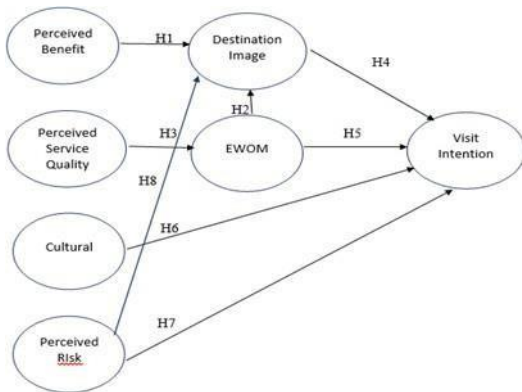 Perceived
Benefit
H1
Destination
Image
H4
H2
Perceived
Service
Quality
H3
EWOM
H5
Visit
Intention
H8
Cultural
H6
H7
Perceived
RIsk